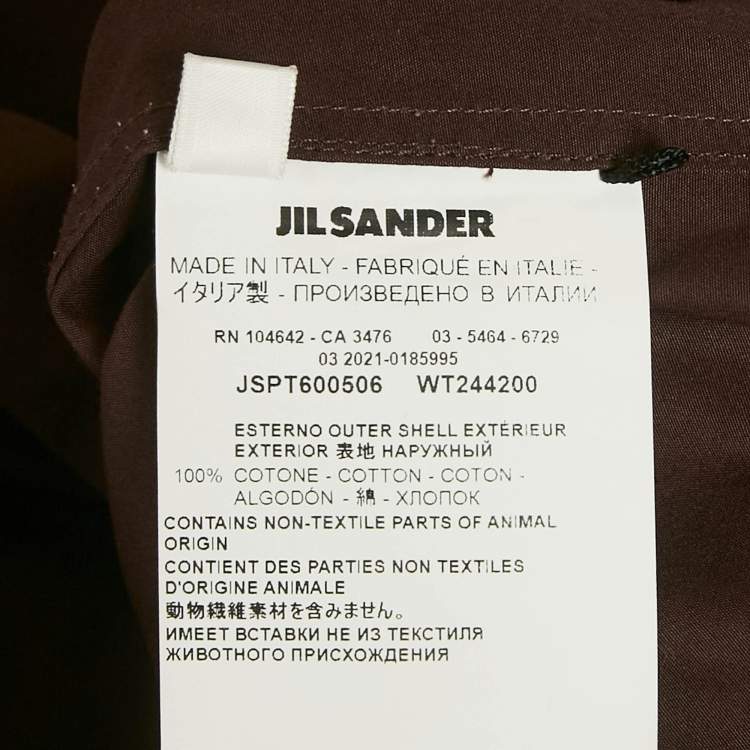 JIL SANDER
MADE IN ITALY - FABRIQUÉ EN ITALIE -
イタリア製 - ПРОИЗВЕДЕНО В ИТАЛИИ
RN 104642 - CA 3476 03 - 5464 - 6729
03 2021-0185995
JSPT600506 WT244200
ESTERNO OUTER SHELL EXTÉRIEUR
EXTERIOR 表地 НАРУЖНЫЙ
100% COTONE - COTTON - COTON -
ALGODÓN - 綿 - ХЛОПОК
CONTAINS NON-TEXTILE PARTS OF ANIMAL
ORIGIN
CONTIENT DES PARTIES NON TEXTILES
D'ORIGINE ANIMALE
動物繊維素材を含みません。
ИМЕЕТ ВСТАВКИ НЕ ИЗ ТЕКСТИЛЯ
ЖИВОТНОГО ПРОИСХОЖДЕНИЯ